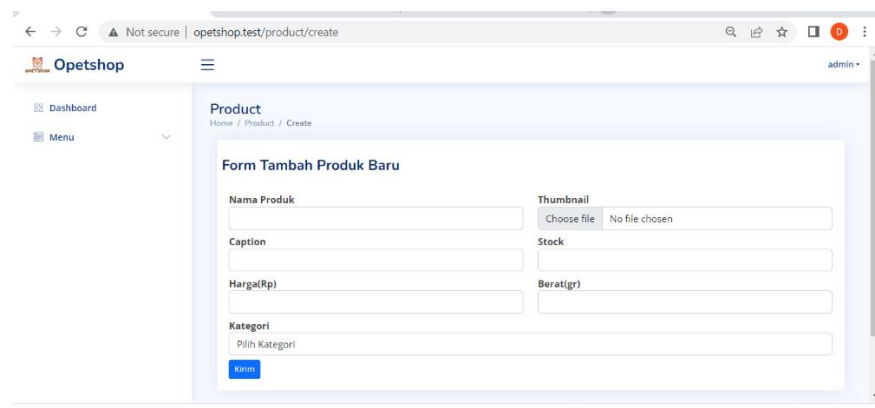 Not secure | opetshop.test/product/create
D
OPETSHOP Opetshop
admin
Dashboard
Menu
Product
Home / Product / Create
Form Tambah Produk Baru
Nama Produk
Thumbnail
Choose file No file chosen
Caption
Stock
Harga(Rp)
Berat(gr)
Kategori
Pilih Kategori
Kirim